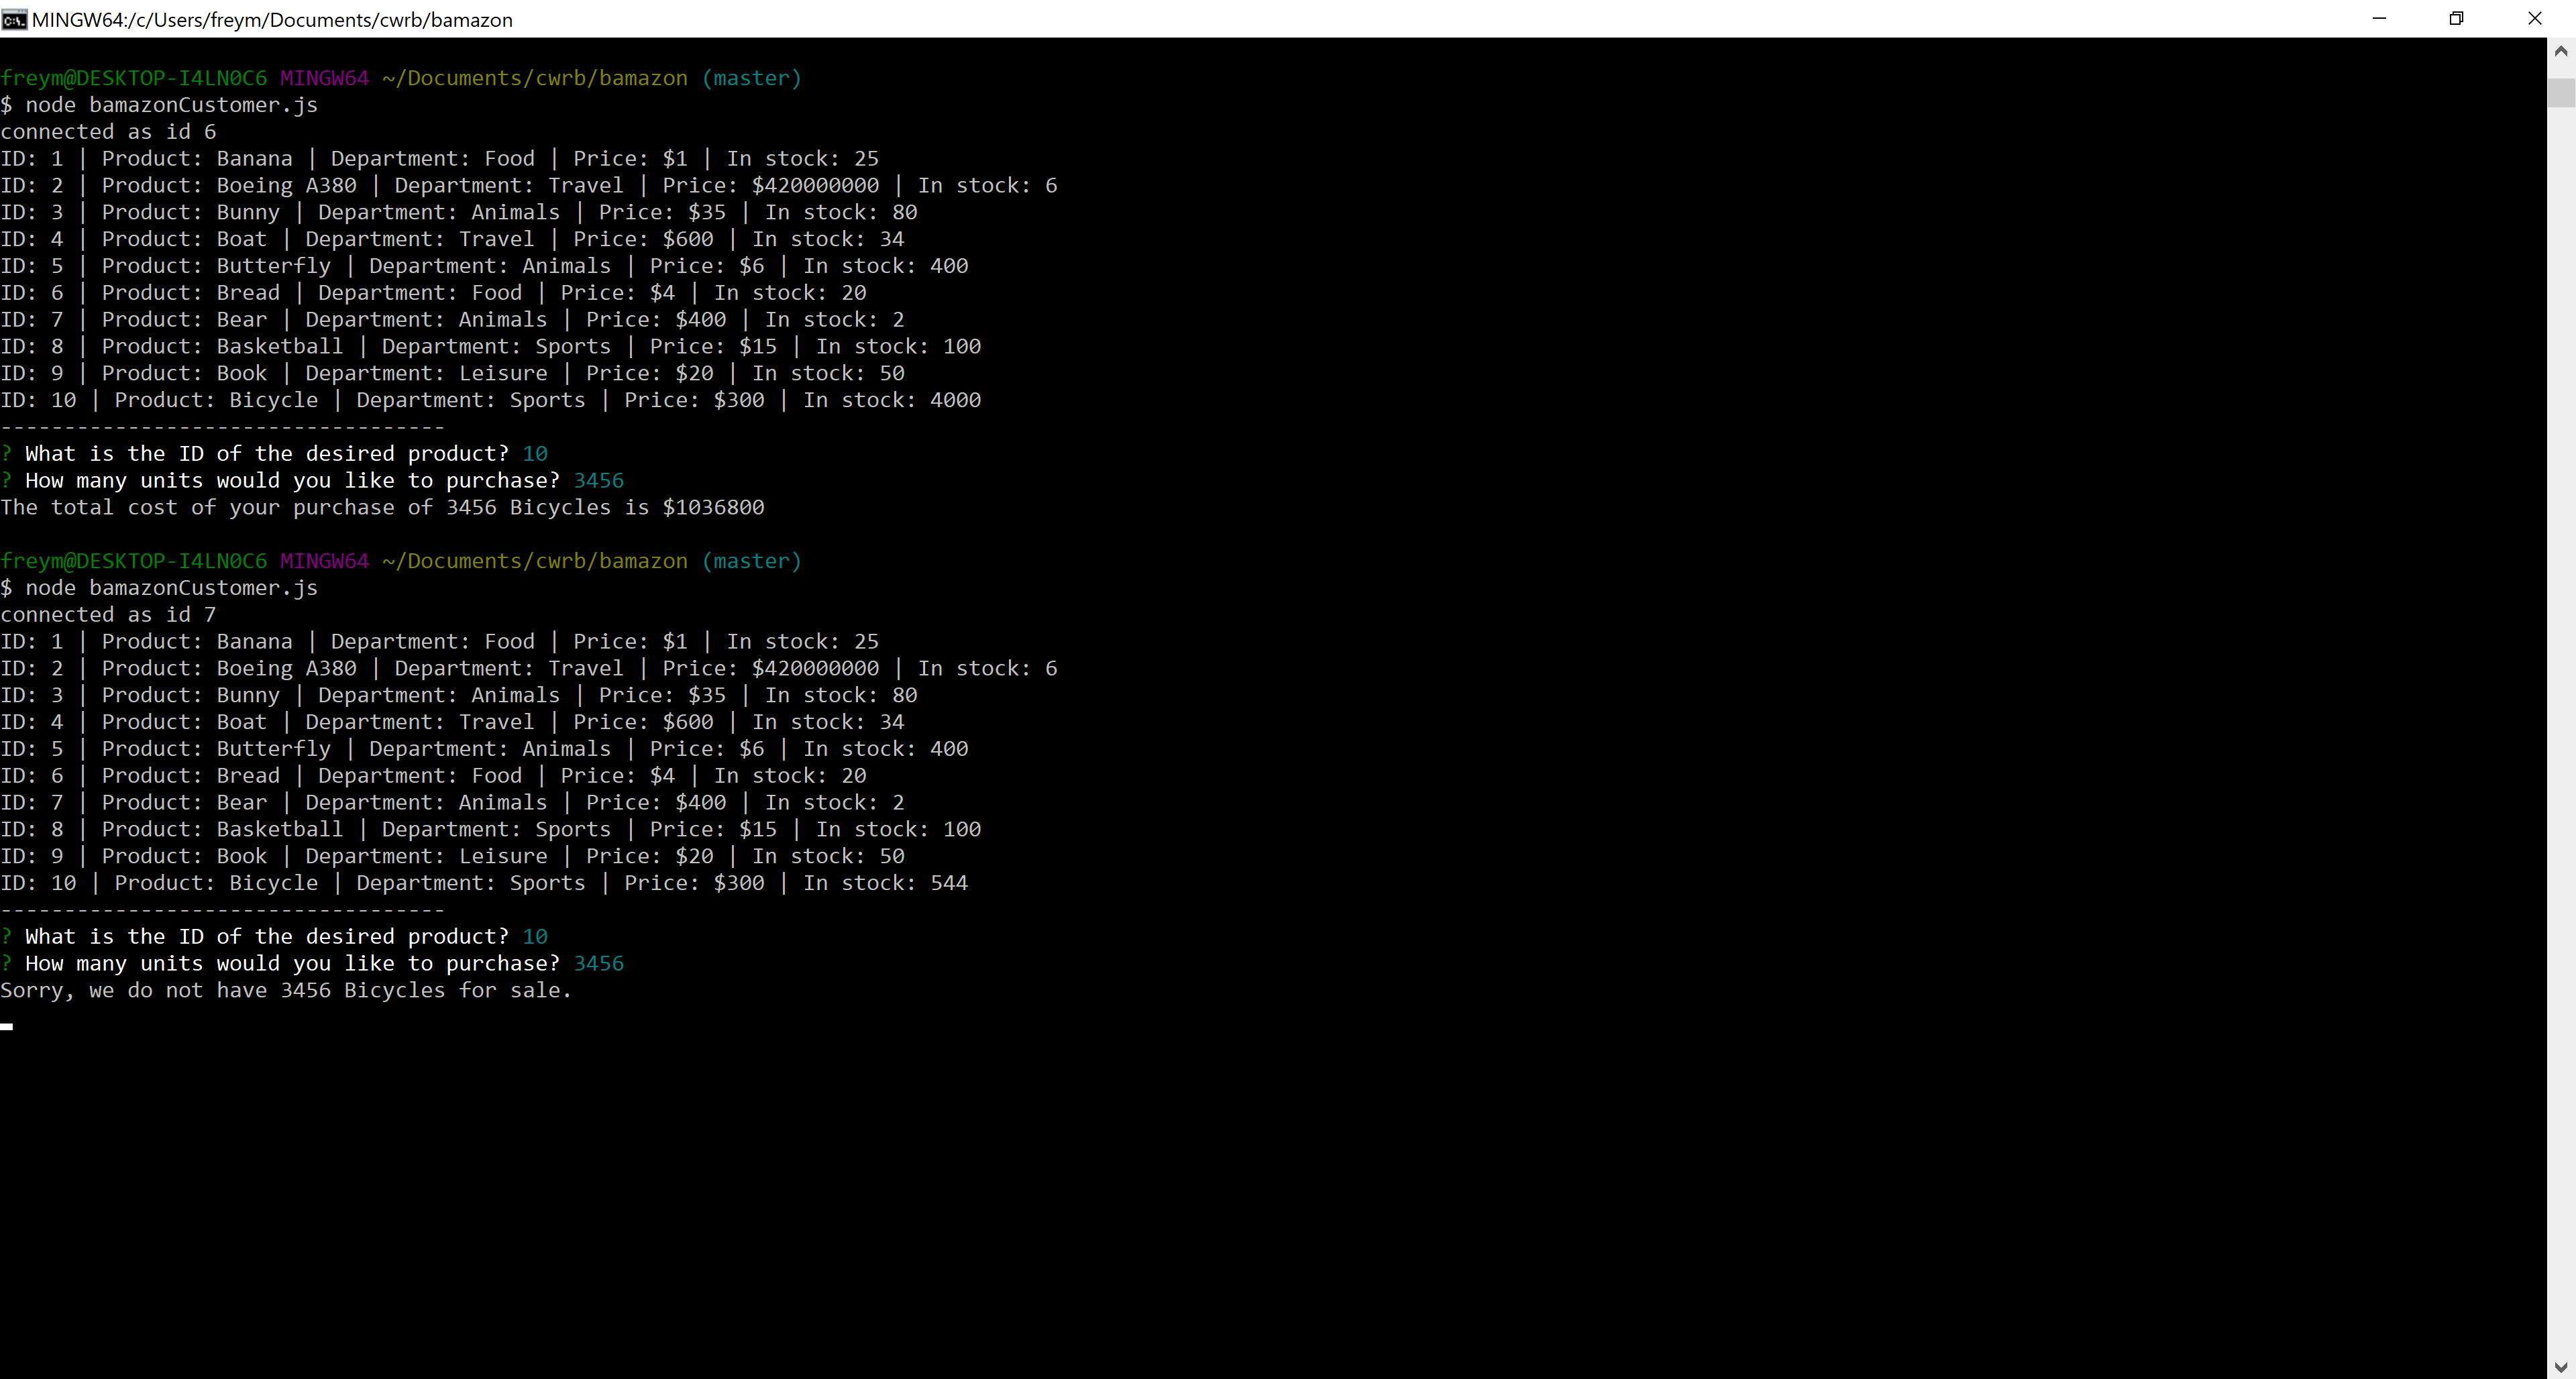 MINGW64:/c/Users/freym/Documents/cwrb/bamazon
freym@DESKTOP-I4LN0C6 MINGW64 ~/Documents/cwrb/bamazon (master)
$ node bamazonCustomer.js
connected as id 6
ID: 1 | Product: Banana | Department: Food | Price: $1 | In stock: 25
ID: 2 | Product: Boeing A380 | Department: Travel | Price: $420000000 | In stock: 6
ID: 3 | Product: Bunny | Department: Animals | Price: $35 | In stock: 80
ID: 4 | Product: Boat | Department: Travel | Price: $600 | In stock: 34
ID: 5 | Product: Butterfly | Department: Animals | Price: $6 | In stock: 400
ID: 6 | Product: Bread | Department: Food | Price: $4 | In stock: 20
ID: 7 | Product: Bear | Department: Animals | Price: $400 | In stock: 2
ID: 8 | Product: Basketball | Department: Sports | Price: $15 | In stock: 100
ID: 9 | Product: Book | Department: Leisure | Price: $20 | In stock: 50
ID: 10 | Product: Bicycle | Department: Sports | Price: $300 | In stock: 4000
-----------------------------------
? What is the ID of the desired product? 10
? How many units would you like to purchase? 3456
The total cost of your purchase of 3456 Bicycles is $1036800
freym@DESKTOP-I4LN0C6 MINGW64 ~/Documents/cwrb/bamazon (master)
$ node bamazonCustomer.js
connected as id 7
ID: 1 | Product: Banana | Department: Food | Price: $1 | In stock: 25
ID: 2 | Product: Boeing A380 | Department: Travel | Price: $420000000 | In stock: 6
ID: 3 | Product: Bunny | Department: Animals | Price: $35 | In stock: 80
ID: 4 | Product: Boat | Department: Travel | Price: $600 | In stock: 34
ID: 5 | Product: Butterfly | Department: Animals | Price: $6 | In stock: 400
ID: 6 | Product: Bread | Department: Food | Price: $4 | In stock: 20
ID: 7 | Product: Bear | Department: Animals | Price: $400 | In stock: 2
ID: 8 | Product: Basketball | Department: Sports | Price: $15 | In stock: 100
ID: 9 | Product: Book | Department: Leisure | Price: $20 | In stock: 50
ID: 10 | Product: Bicycle | Department: Sports | Price: $300 | In stock: 544
-----------------------------------
? What is the ID of the desired product? 10
? How many units would you like to purchase? 3456
Sorry, we do not have 3456 Bicycles for sale.